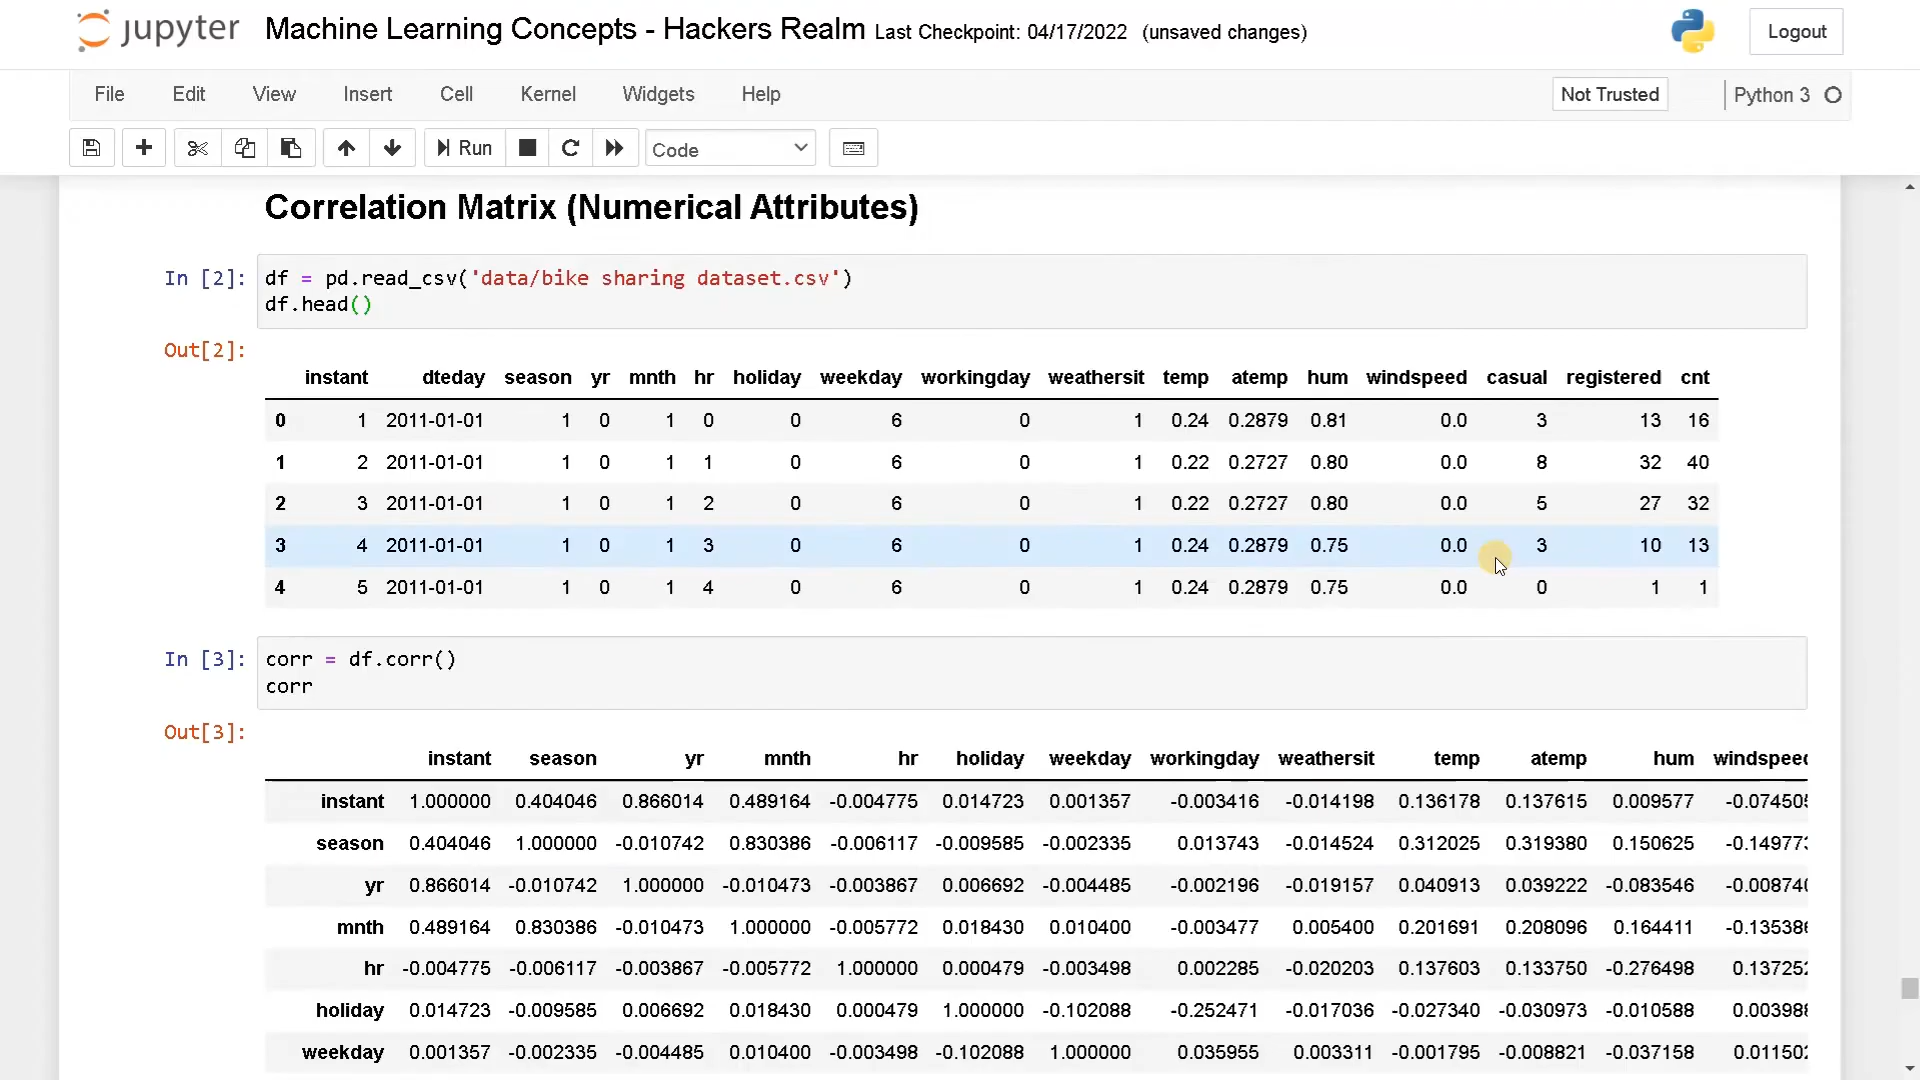 jupyter Machine Learning Concepts - Hackers Realm Last Checkpoint: 04/17/2022 (unsaved changes) Logout
File Edit View Insert Cell Kernel Widgets Help Not Trusted Python 3
Run Code
Correlation Matrix (Numerical Attributes)
In [2]: df = pd.read_csv('data/bike sharing dataset.csv')
df.head()
Out[2]:
instant dteday season yr mnth hr holiday weekday workingday weathersit temp atemp hum windspeed casual registered cnt
0 1 2011-01-01 1 0 1 0 0 6 0 1 0.24 0.2879 0.81 0.0 3 13 16
1 2 2011-01-01 1 0 1 1 0 6 0 1 0.22 0.2727 0.80 0.0 8 32 40
2 3 2011-01-01 1 0 1 2 0 6 0 1 0.22 0.2727 0.80 0.0 5 27 32
3 4 2011-01-01 1 0 1 3 0 6 0 1 0.24 0.2879 0.75 0.0 3 10 13
4 5 2011-01-01 1 0 1 4 0 6 0 1 0.24 0.2879 0.75 0.0 0 1 1
In [3]: corr = df.corr()
corr
Out[3]:
instant season yr mnth hr holiday weekday workingday weathersit temp atemp hum windspeed
instant 1.000000 0.404046 0.866014 0.489164 -0.004775 0.014723 0.001357 -0.003416 -0.014198 0.136178 0.137615 0.009577 -0.07450
season 0.404046 1.000000 -0.010742 0.830386 -0.006117 -0.009585 -0.002335 0.013743 -0.014524 0.312025 0.319380 0.150625 -0.14977
yr 0.866014 -0.010742 1.000000 -0.010473 -0.003867 0.006692 -0.004485 -0.002196 -0.019157 0.040913 0.039222 -0.083546 -0.00874
mnth 0.489164 0.830386 -0.010473 1.000000 -0.005772 0.018430 0.010400 -0.003477 0.005400 0.201691 0.208096 0.164411 -0.13538
hr -0.004775 -0.006117 -0.003867 -0.005772 1.000000 0.000479 -0.003498 0.002285 -0.020203 0.137603 0.133750 -0.276498 0.13725
holiday 0.014723 -0.009585 0.006692 0.018430 0.000479 1.000000 -0.102088 -0.252471 -0.017036 -0.027340 -0.030973 -0.010588 0.00398
weekday 0.001357 -0.002335 -0.004485 0.010400 -0.003498 -0.102088 1.000000 0.035955 0.003311 -0.001795 -0.008821 -0.037158 0.01150